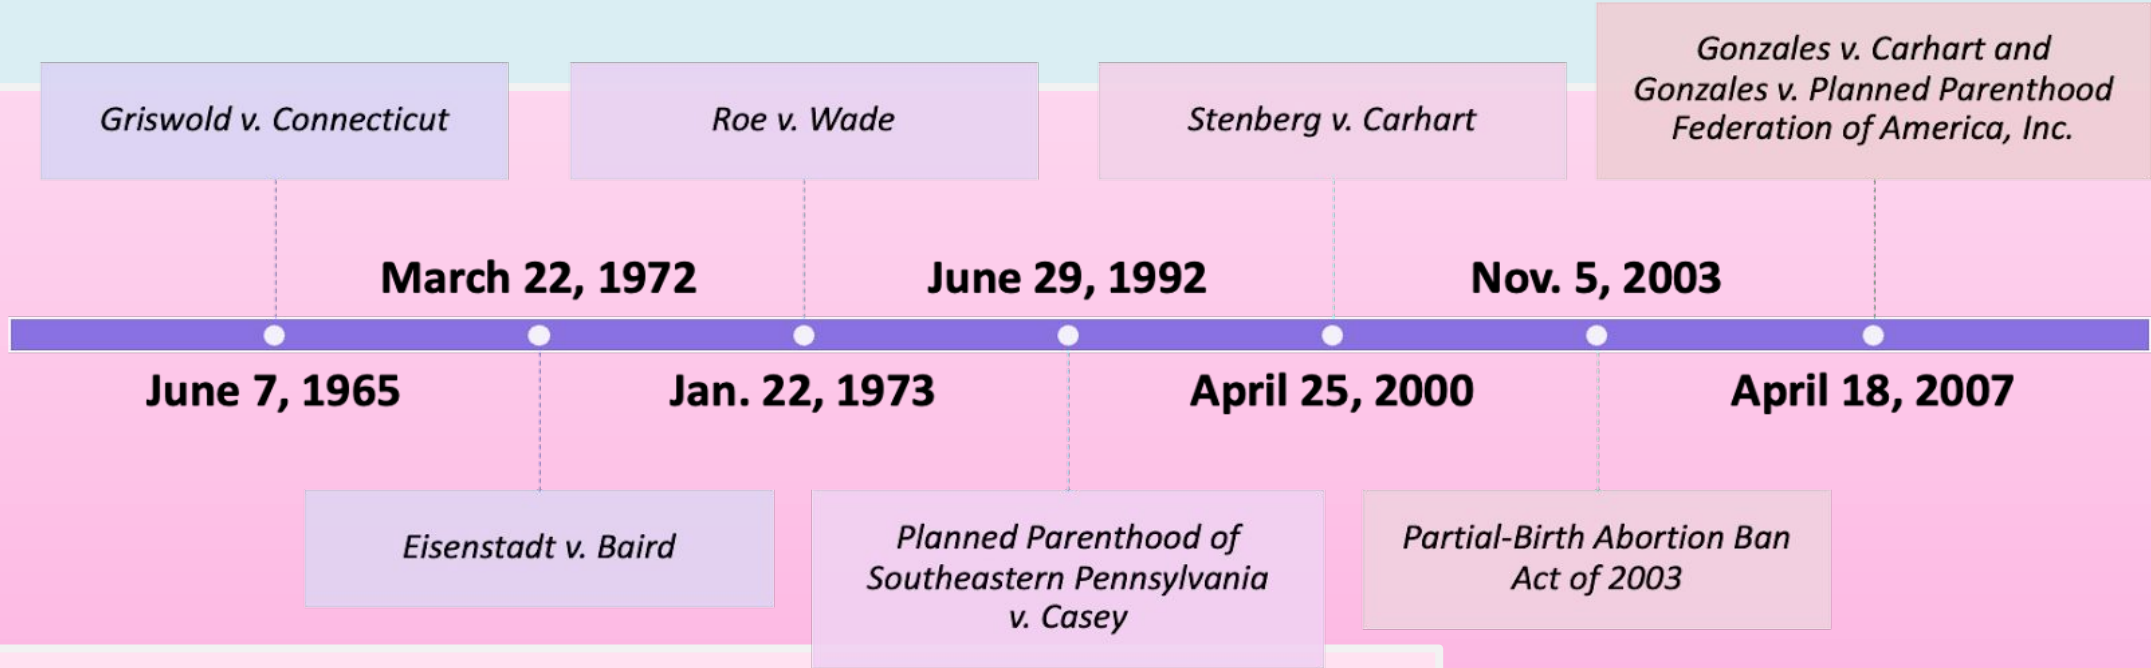 Griswold v. Connecticut
Roe v. Wade
Stenberg v. Carhart
Gonzales v. Carhart and
Gonzales v. Planned Parenthood
Federation of America, Inc.
March 22, 1972
June 29, 1992
Nov. 5, 2003
June 7, 1965
Jan. 22, 1973
April 25, 2000
April 18, 2007
Eisenstadt v. Baird
Planned Parenthood of
Southeastern Pennsylvania
v. Casey
Partial-Birth Abortion Ban
Act of 2003